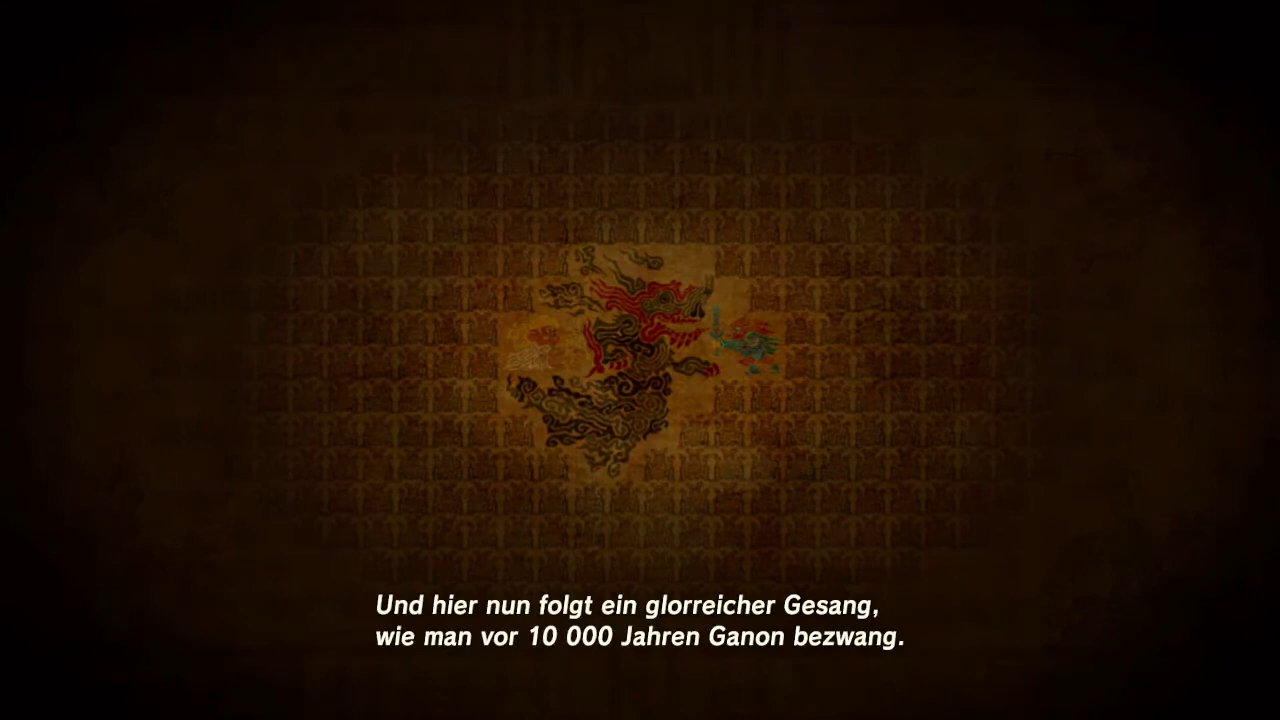 Und hier nun folgt ein glorreicher Gesang,
wie man vor 10 000 Jahren Ganon bezwang.